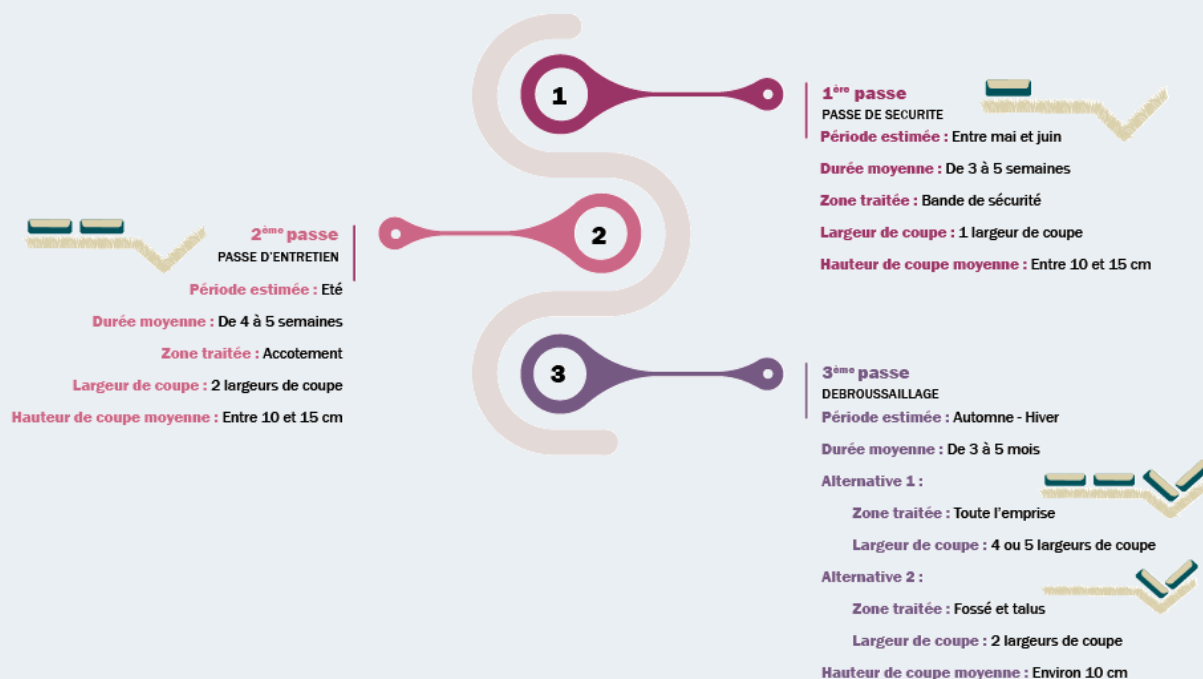 1
1ère passe
PASSE DE SECURITE
Période estimée : Entre mai et juin
Durée moyenne : De 3 à 5 semaines
Zone traitée : Bande de sécurité
Largeur de coupe : 1 largeur de coupe
Hauteur de coupe moyenne : Entre 10 et 15 cm
2
2ème passe
PASSE D'ENTRETIEN
Période estimée : Eté
Durée moyenne : De 4 à 5 semaines
Zone traitée : Accotement
Largeur de coupe : 2 largeurs de coupe
Hauteur de coupe moyenne : Entre 10 et 15 cm
3
3ème passe
DEBROUSSAILLAGE
Période estimée : Automne - Hiver
Durée moyenne : De 3 à 5 mois
Alternative 1 :
Zone traitée : Toute l'emprise
Largeur de coupe : 4 ou 5 largeurs de coupe
Alternative 2 :
Zone traitée : Fossé et talus
Largeur de coupe : 2 largeurs de coupe
Hauteur de coupe moyenne : Environ 10 cm